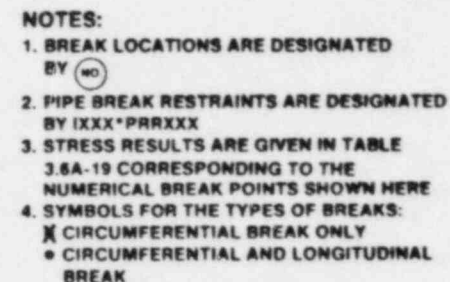 NOTES:
1. BREAK LOCATIONS ARE DESIGNATED
BY NO
2. PIPE BREAK RESTRAINTS ARE DESIGNATED
BY IXXX*PRRXXX
3. STRESS RESULTS ARE GIVEN IN TABLE
3.6A-19 CORRESPONDING TO THE
NUMERICAL BREAK POINTS SHOWN HERE
4. SYMBOLS FOR THE TYPES OF BREAKS:
X CIRCUMFERENTIAL BREAK ONLY
• CIRCUMFERENTIAL AND LONGITUDINAL
BREAK